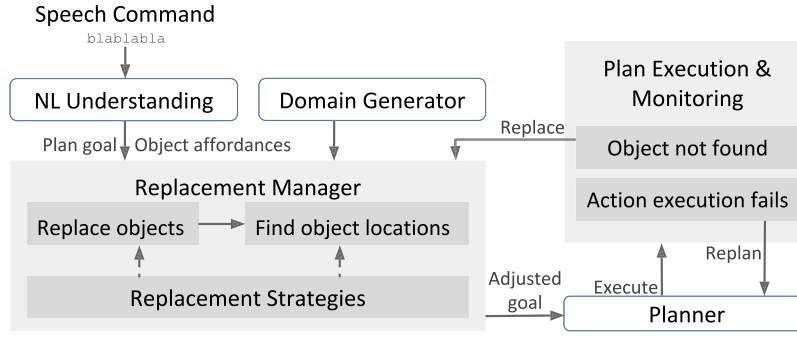 Speech Command
blablabla
NL Understanding
Domain Generator
Plan goal
Object affordances
Replacement Manager
Replace objects
Find object locations
Replacement Strategies
Plan Execution &
Monitoring
Replace
Object not found
Action execution fails
Replan
Adjusted
goal
Execute
Planner